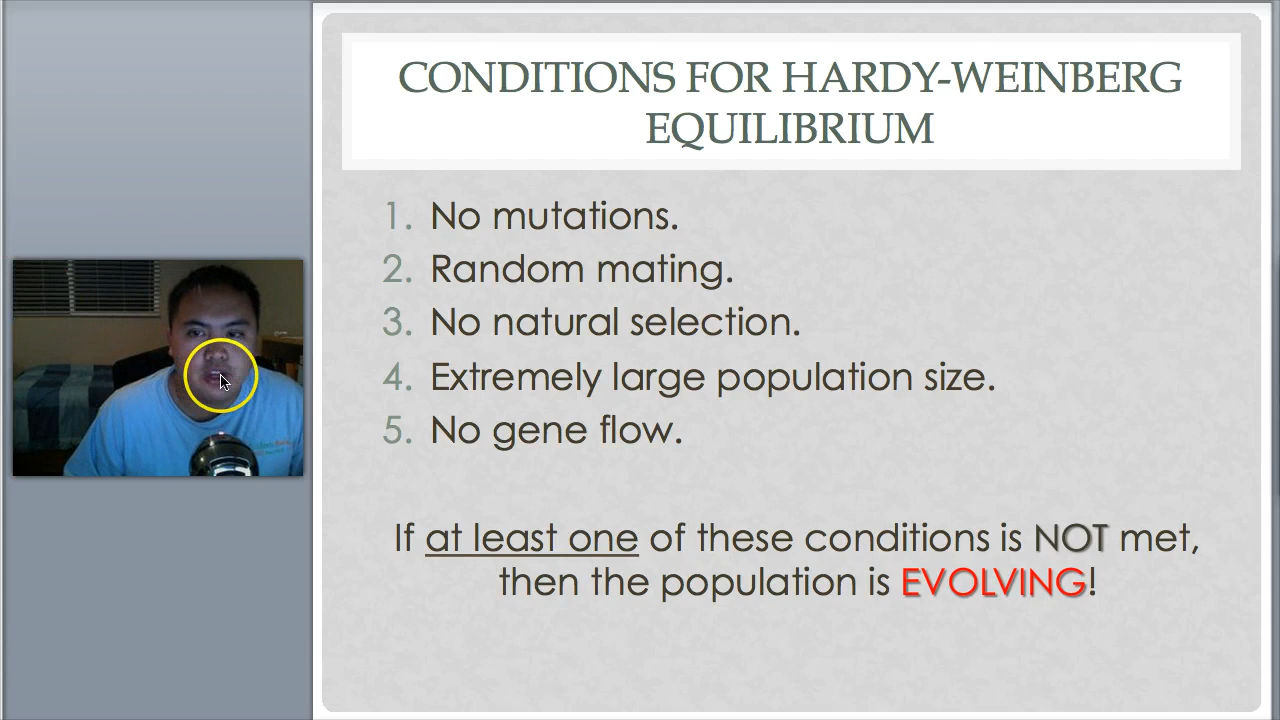 CONDITIONS FOR HARDY-WEINBERG
EQUILIBRIUM
1. No mutations.
2. Random mating.
3. No natural selection.
4. Extremely large population size.
5. No gene flow.
If at least one of these conditions is NOT met,
then the population is EVOLVING!